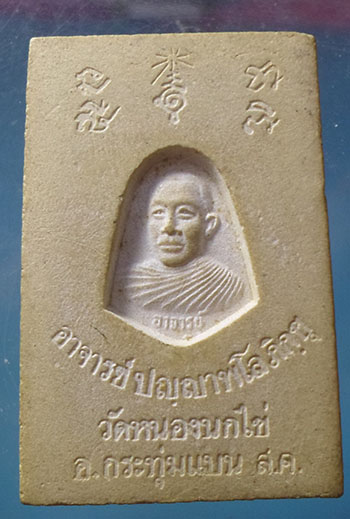 อาจารย์
อาจารย์ ปญฺญาพโล ภิกขุ
วัดหนองนกไข่
อ.กระทุ่มแบน ส.ค.